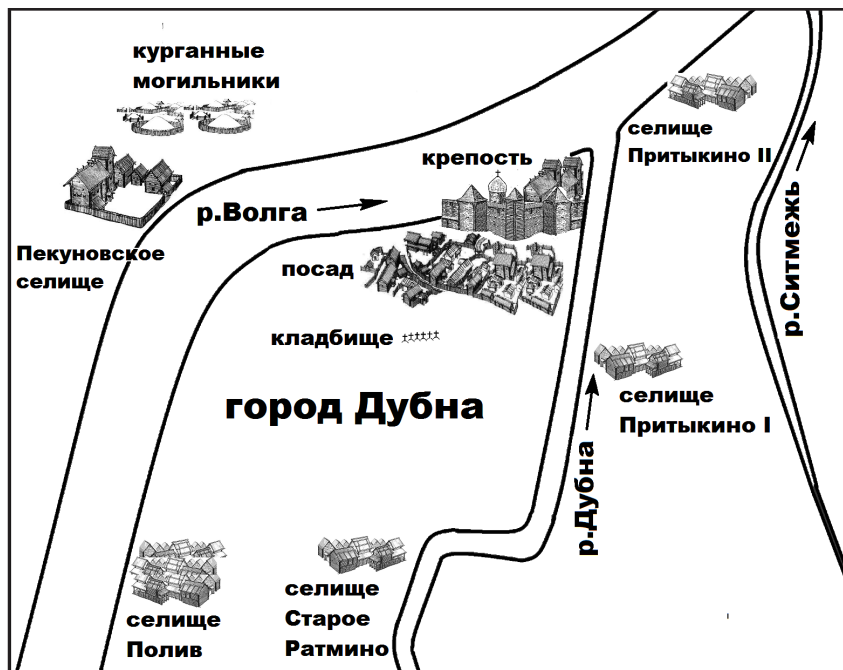 курганные
могильники
селище
Притыкино II
крепость
р.Волга
Пекуновское
селище
посад
р.Ситмежь
кладбище
город Дубна
селище
Притыкино I
р.Дубна
селище
Полив
селище
Старое
Ратмино